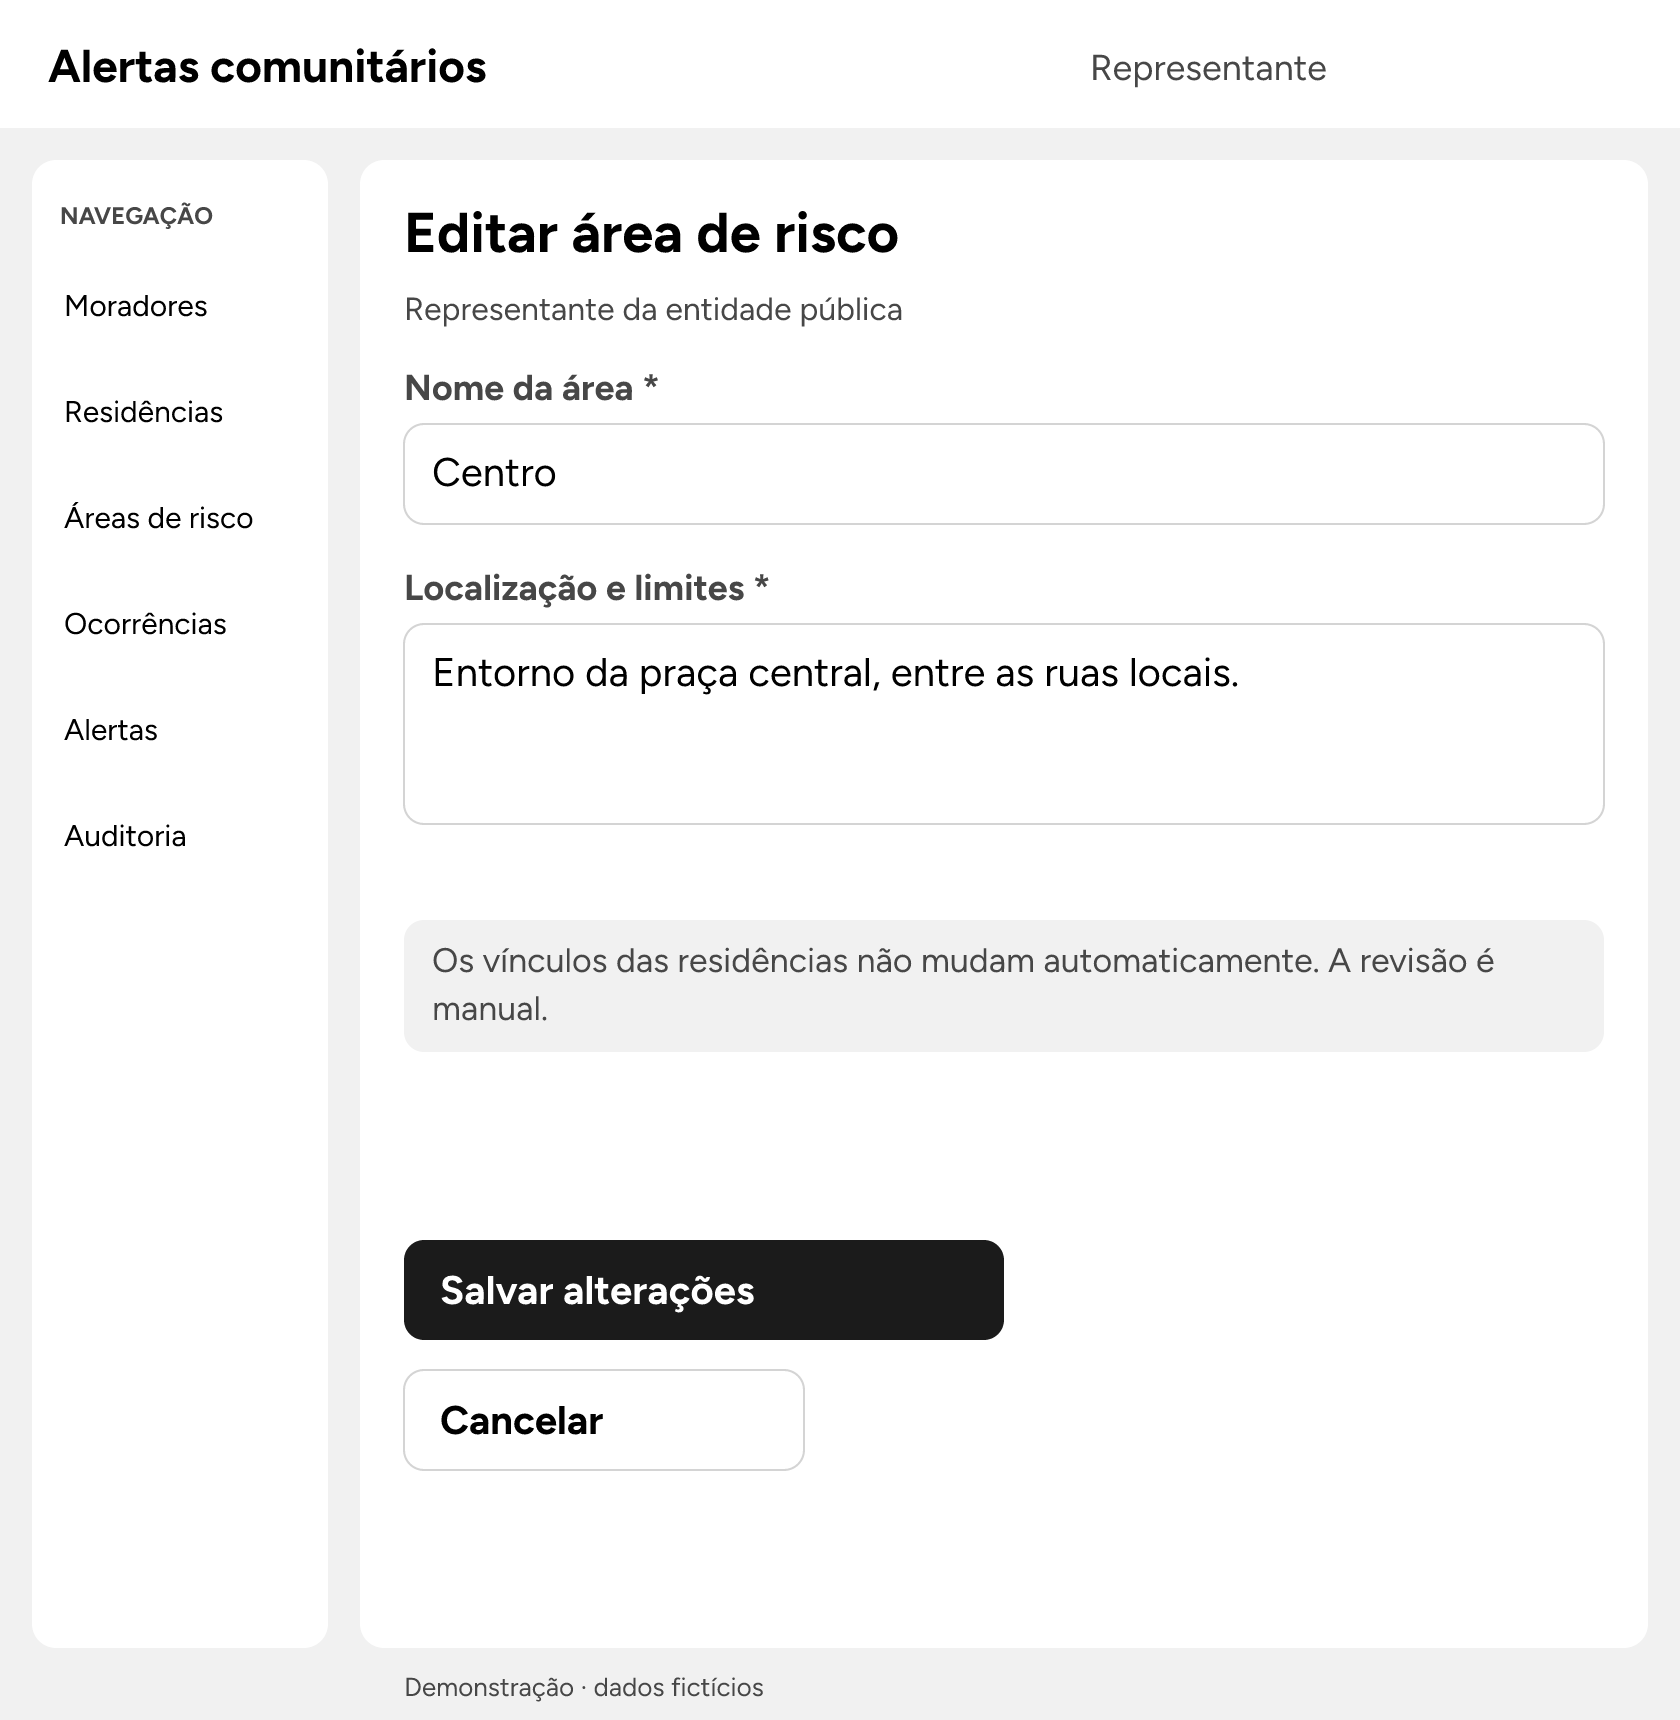 Alertas comunitários
Representante
NAVEGAÇÃO
Moradores
Residências
Áreas de risco
Ocorrências
Alertas
Auditoria
Editar área de risco
Representante da entidade pública
Nome da área *
Centro
Localização e limites *
Entorno da praça central, entre as ruas locais.
Os vínculos das residências não mudam automaticamente. A revisão é
manual.
Salvar alterações
Cancelar
Demonstração · dados fictícios